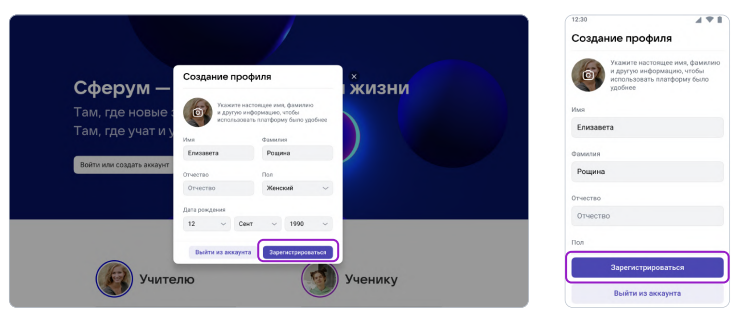 Сферум —
жизни
Там, где новые
Там, где учат и у
Войти или создать аккаунт
Создание профиля
Укажите настоящее имя, фамилию
и другую информацию, чтобы
использовать платформу было удобнее
Имя
Фамилия
Елизавета
Рощина
Отчество
Пол
Отчество
Женский
Дата рождения
12
Сент
1990
Выйти из аккаунта
Зарегистрироваться
Учителю
Ученику
12:30
Создание профиля
Укажите настоящее имя, фамилию
и другую информацию, чтобы
использовать платформу было
удобнее
Имя
Елизавета
Фамилия
Рощина
Отчество
Отчество
Пол
Зарегистрироваться
Выйти из аккаунта